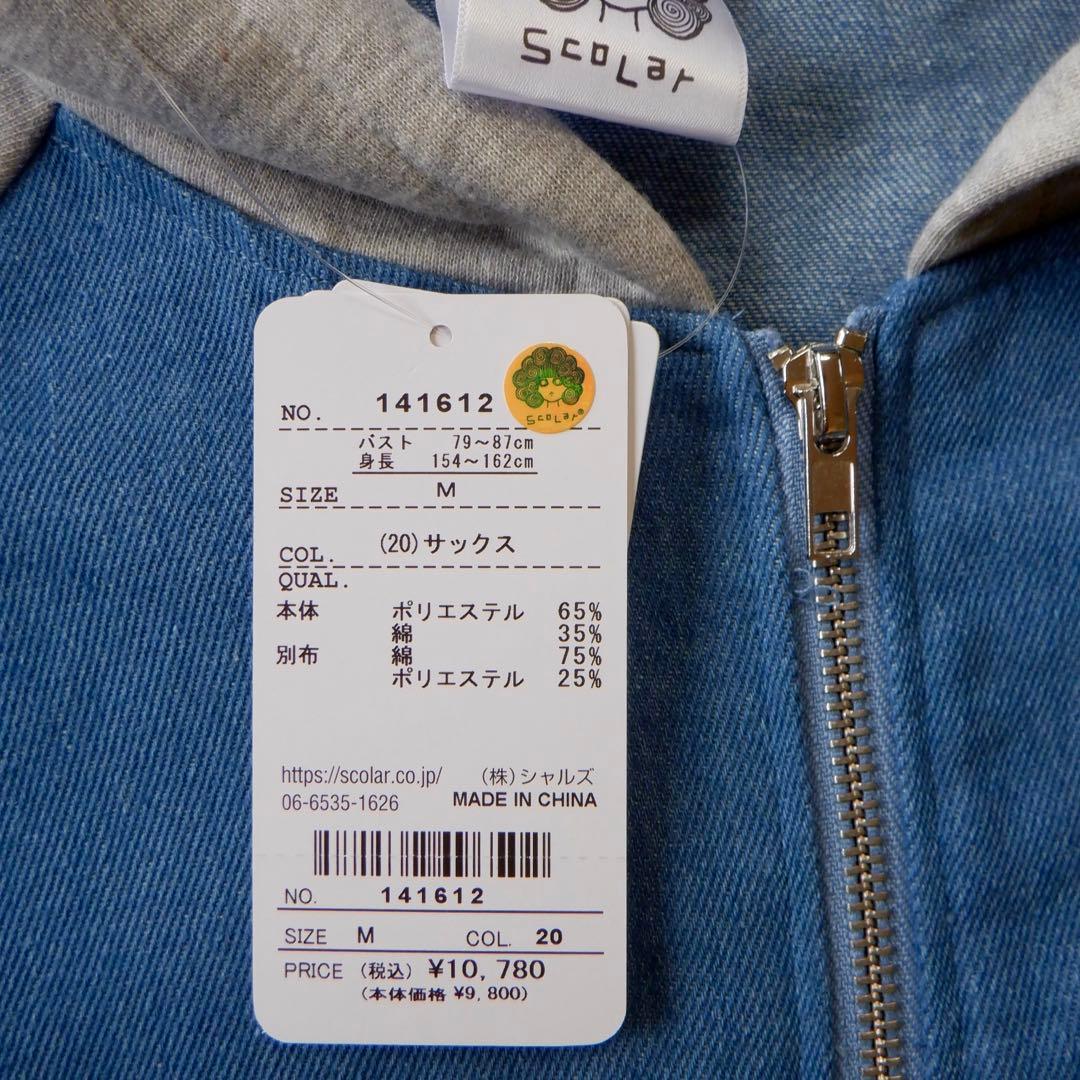 ScoLar
NO. 141612
ScoLar®
バスト 79～87cm
身長 154～162cm
SIZE M
COL. (20)サックス
QUAL.
本体 ポリエステル 65%
綿 35%
別布 綿 75%
ポリエステル 25%
https://scolar.co.jp/ (株)シャルズ
06-6535-1626 MADE IN CHINA
NO. 141612
SIZE M COL. 20
PRICE (税込) ¥10,780
(本体価格 ¥9,800)